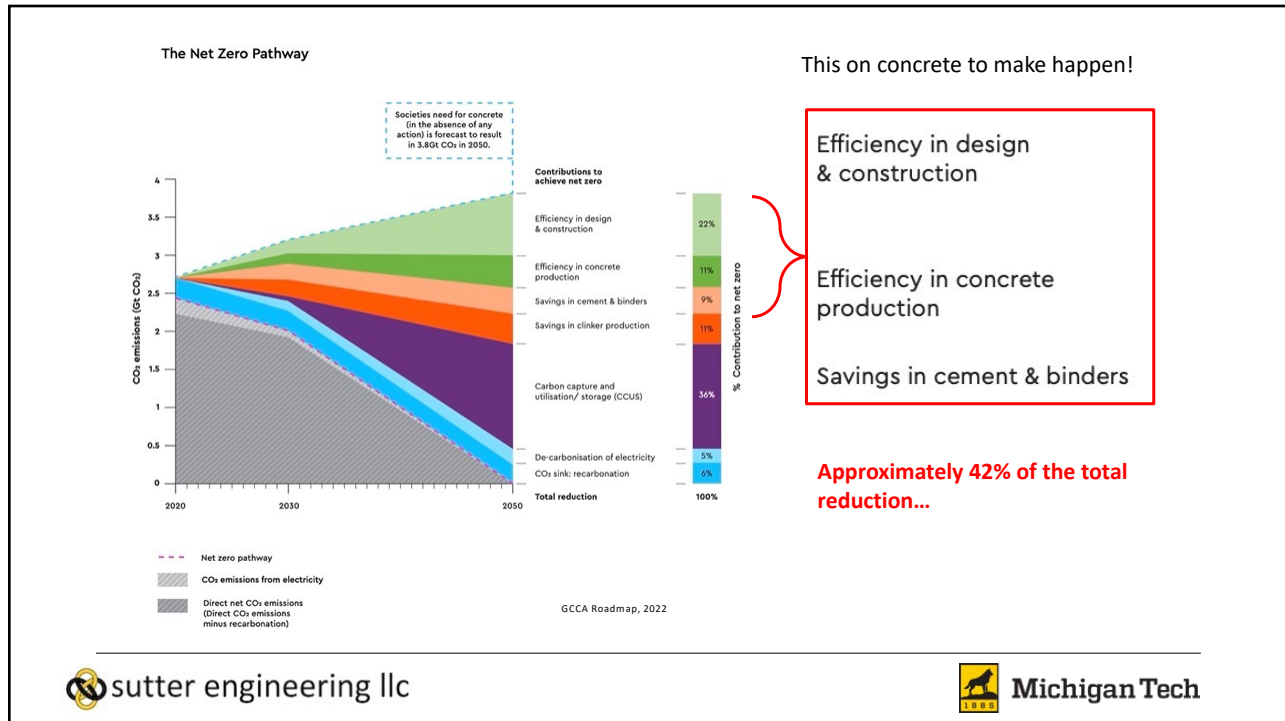 The Net Zero Pathway
This on concrete to make happen!
Societies need for concrete
(in the absence of any
action) is forecast to result
in 3.8Gt CO₂ in 2050.
Contributions to
achieve net zero
CO₂ emissions (Gt CO₂)
4
3.5
3
2.5
2
1.5
1
0.5
0
2020
2030
2050
Efficiency in design
& construction
22%
Efficiency in concrete
production
11%
Savings in cement & binders
9%
Savings in clinker production
11%
Carbon capture and
utilisation/ storage (CCUS)
36%
De-carbonisation of electricity
5%
CO₂ sink: recarbonation
6%
Total reduction
100%
% Contribution to net zero
Efficiency in design
& construction
Efficiency in concrete
production
Savings in cement & binders
Approximately 42% of the total
reduction...
Net zero pathway
CO₂ emissions from electricity
Direct net CO₂ emissions
(Direct CO₂ emissions
minus recarbonation)
GCCA Roadmap, 2022
sutter engineering llc
1885
Michigan Tech